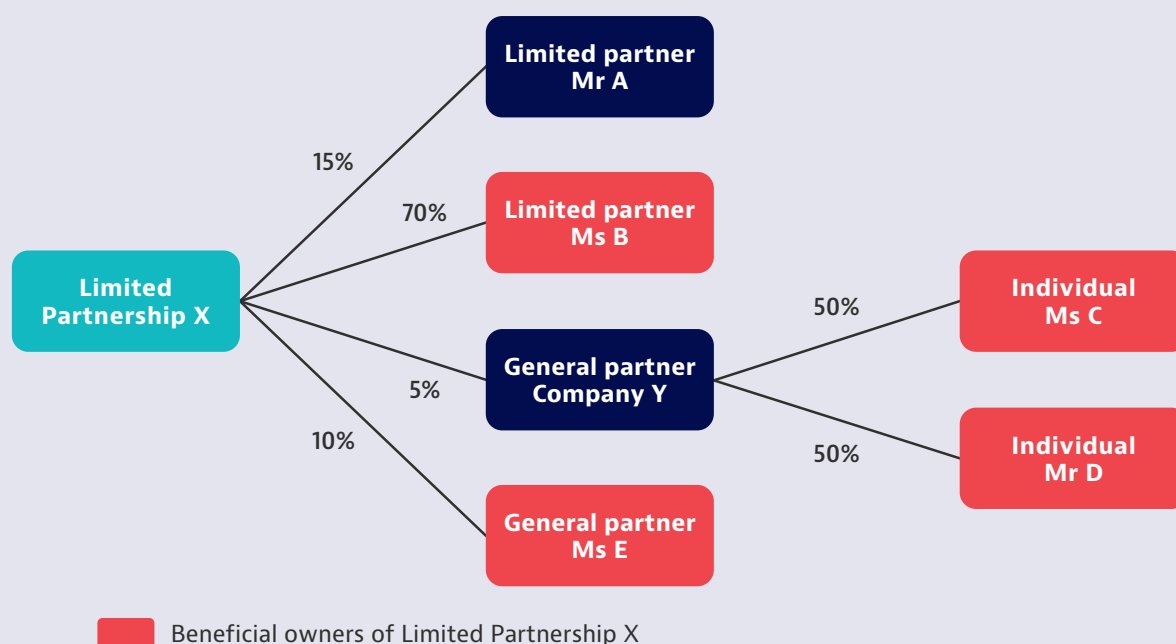 Limited partner
Mr A
15%
70%
Limited partner
Ms B
Limited
Partnership X
50%
Individual
Ms C
General partner
Company Y
5%
10%
50%
Individual
Mr D
General partner
Ms E
Beneficial owners of Limited Partnership X